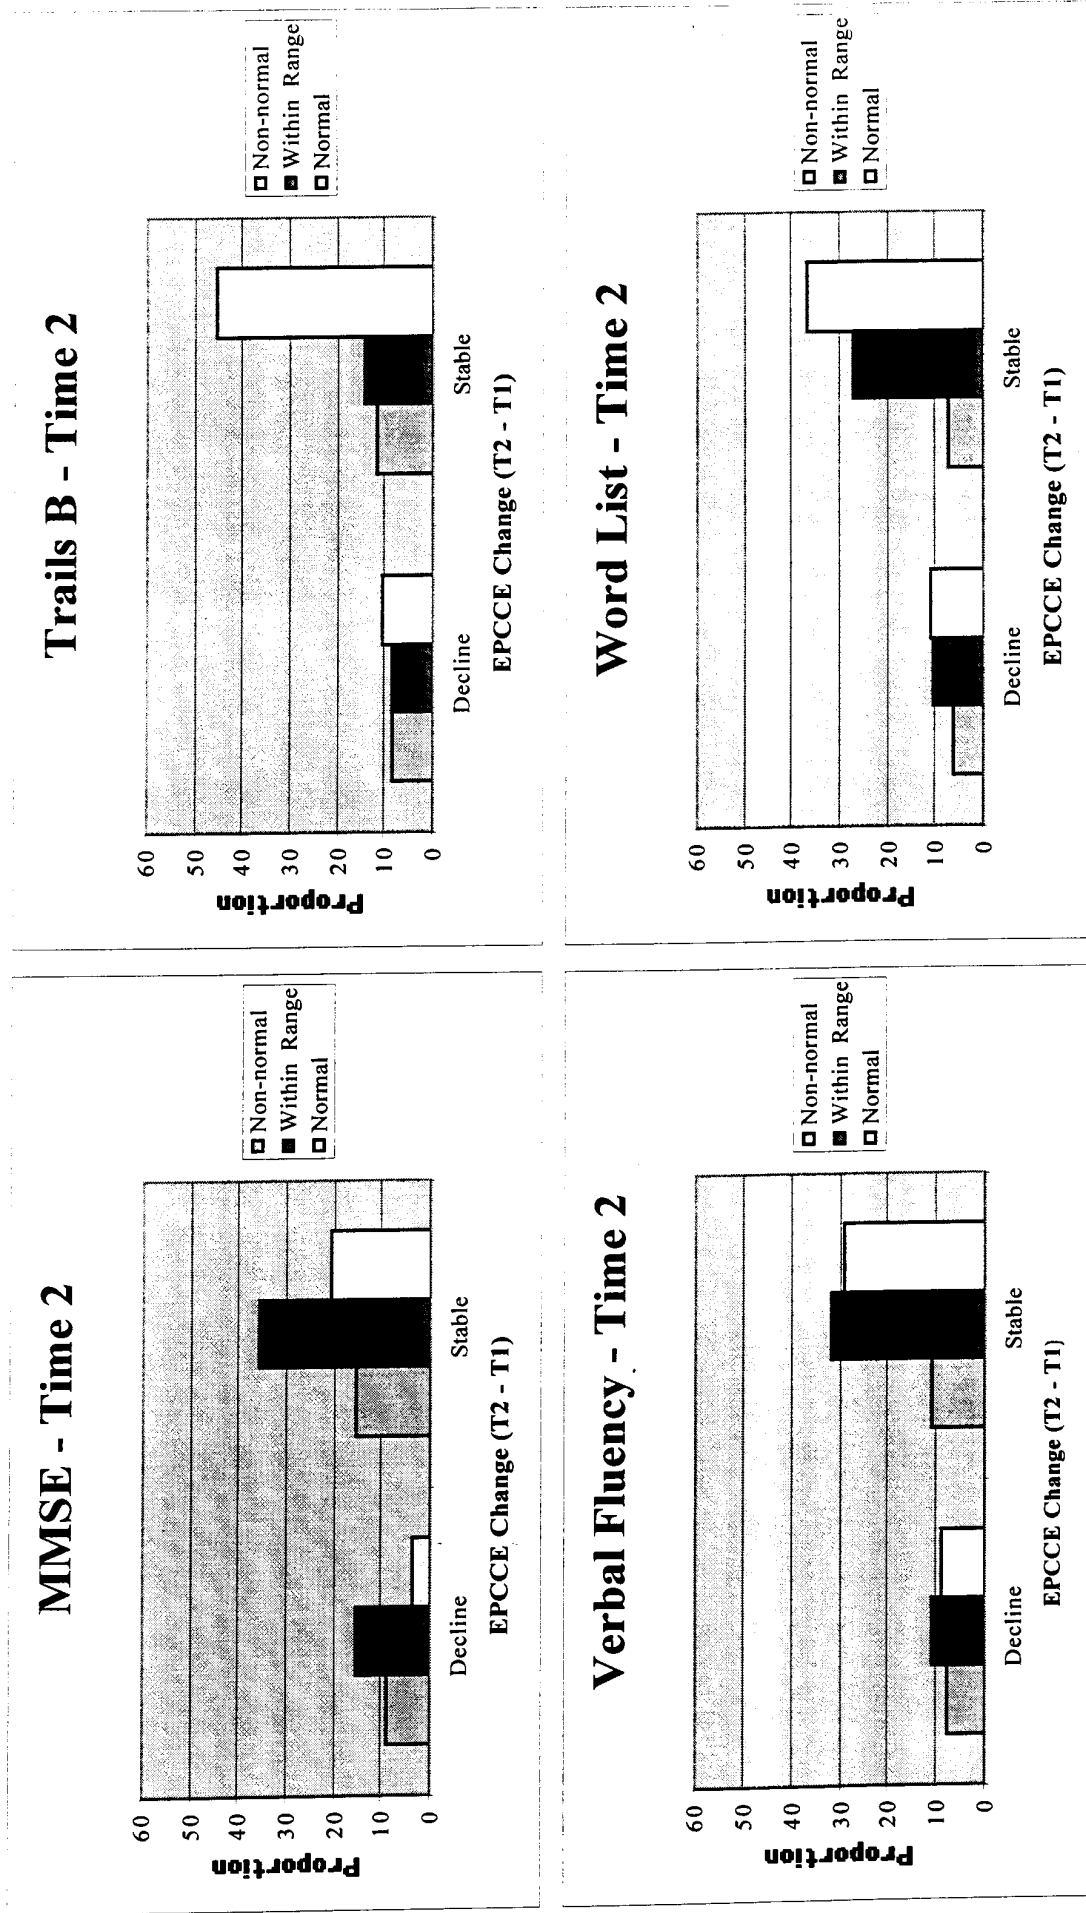 MMSE - Time 2
Proportion
60
50
40
30
20
10
0
Decline
Stable
EPCCE Change (T2 - T1)
Non-normal
Within Range
Normal
Trails B - Time 2
Proportion
60
50
40
30
20
10
0
Decline
Stable
EPCCE Change (T2 - T1)
Non-normal
Within Range
Normal
Verbal Fluency - Time 2
Proportion
60
50
40
30
20
10
0
Decline
Stable
EPCCE Change (T2 - T1)
Non-normal
Within Range
Normal
Word List - Time 2
Proportion
60
50
40
30
20
10
0
Decline
Stable
EPCCE Change (T2 - T1)
Non-normal
Within Range
Normal